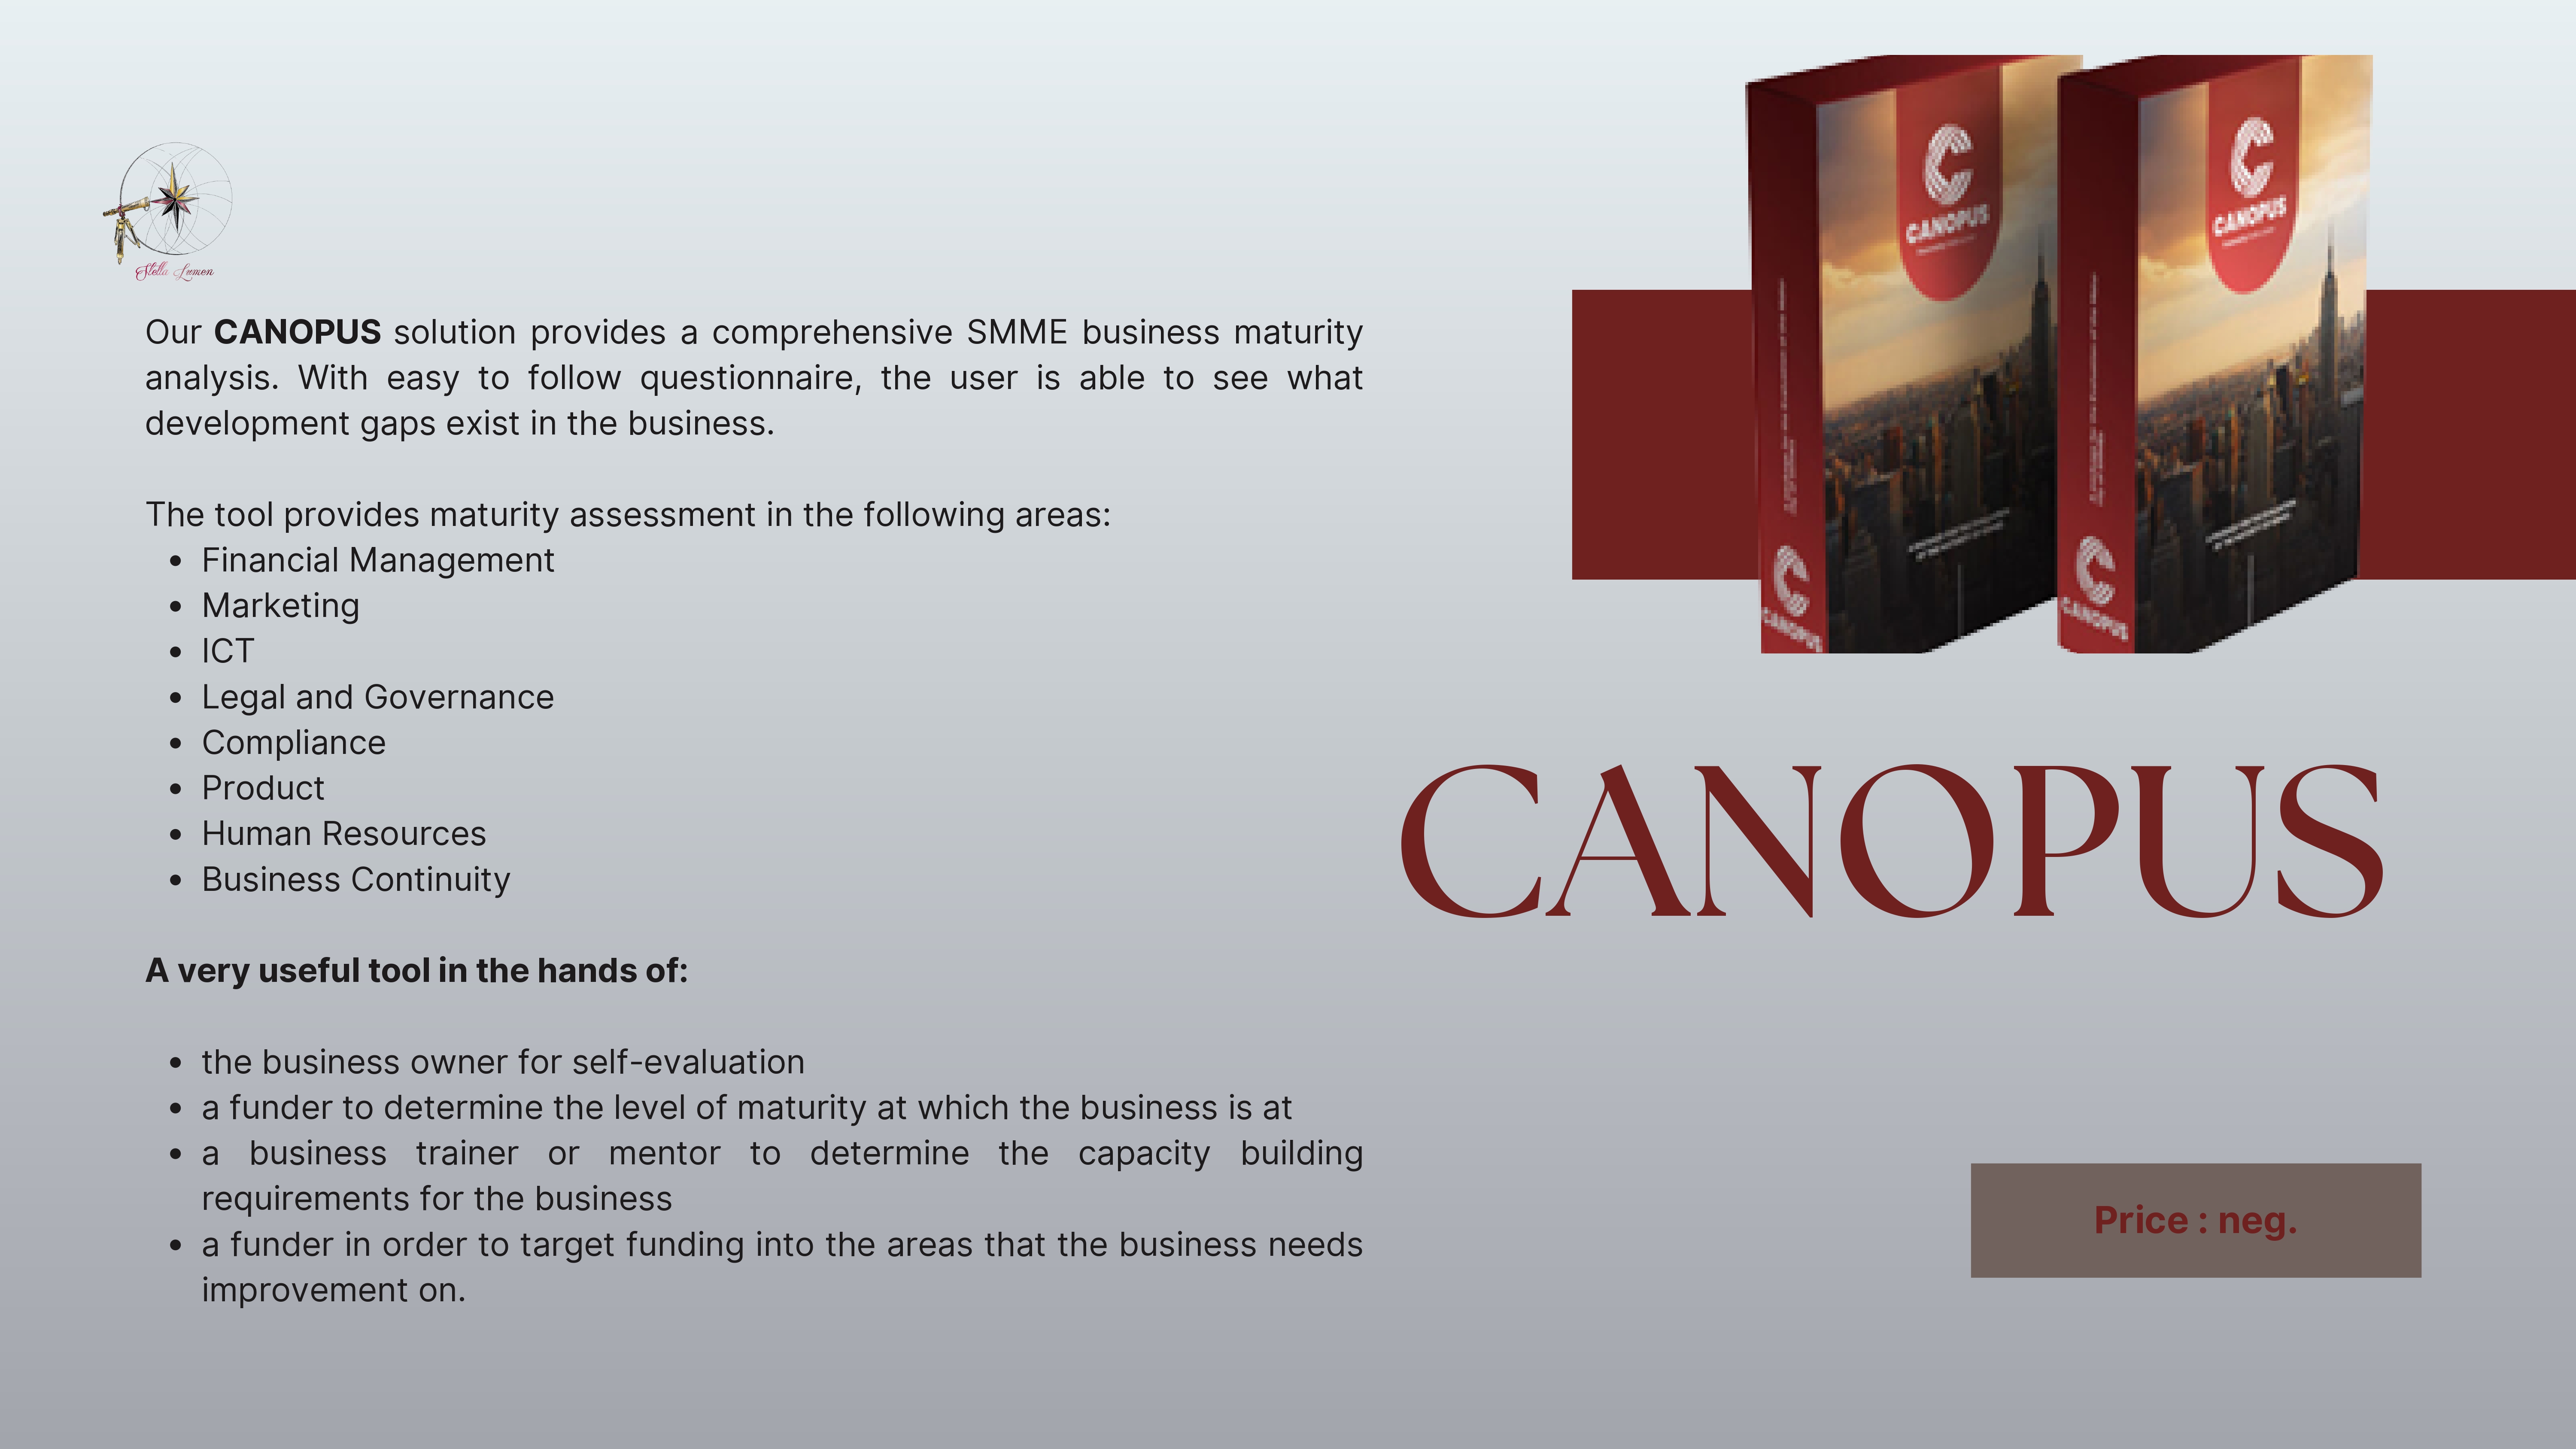 Stella Lumen
Our CANOPUS solution provides a comprehensive SMME business maturity
analysis. With easy to follow questionnaire, the user is able to see what
development gaps exist in the business.
The tool provides maturity assessment in the following areas:
• Financial Management
• Marketing
• ICT
• Legal and Governance
• Compliance
• Product
• Human Resources
• Business Continuity
A very useful tool in the hands of:
• the business owner for self-evaluation
• a funder to determine the level of maturity at which the business is at
• a business trainer or mentor to determine the capacity building
requirements for the business
• a funder in order to target funding into the areas that the business needs
improvement on.
C
CANOPUS
C
CANOPUS
C
CANOPUS
C
CANOPUS
CANOPUS
Price : neg.